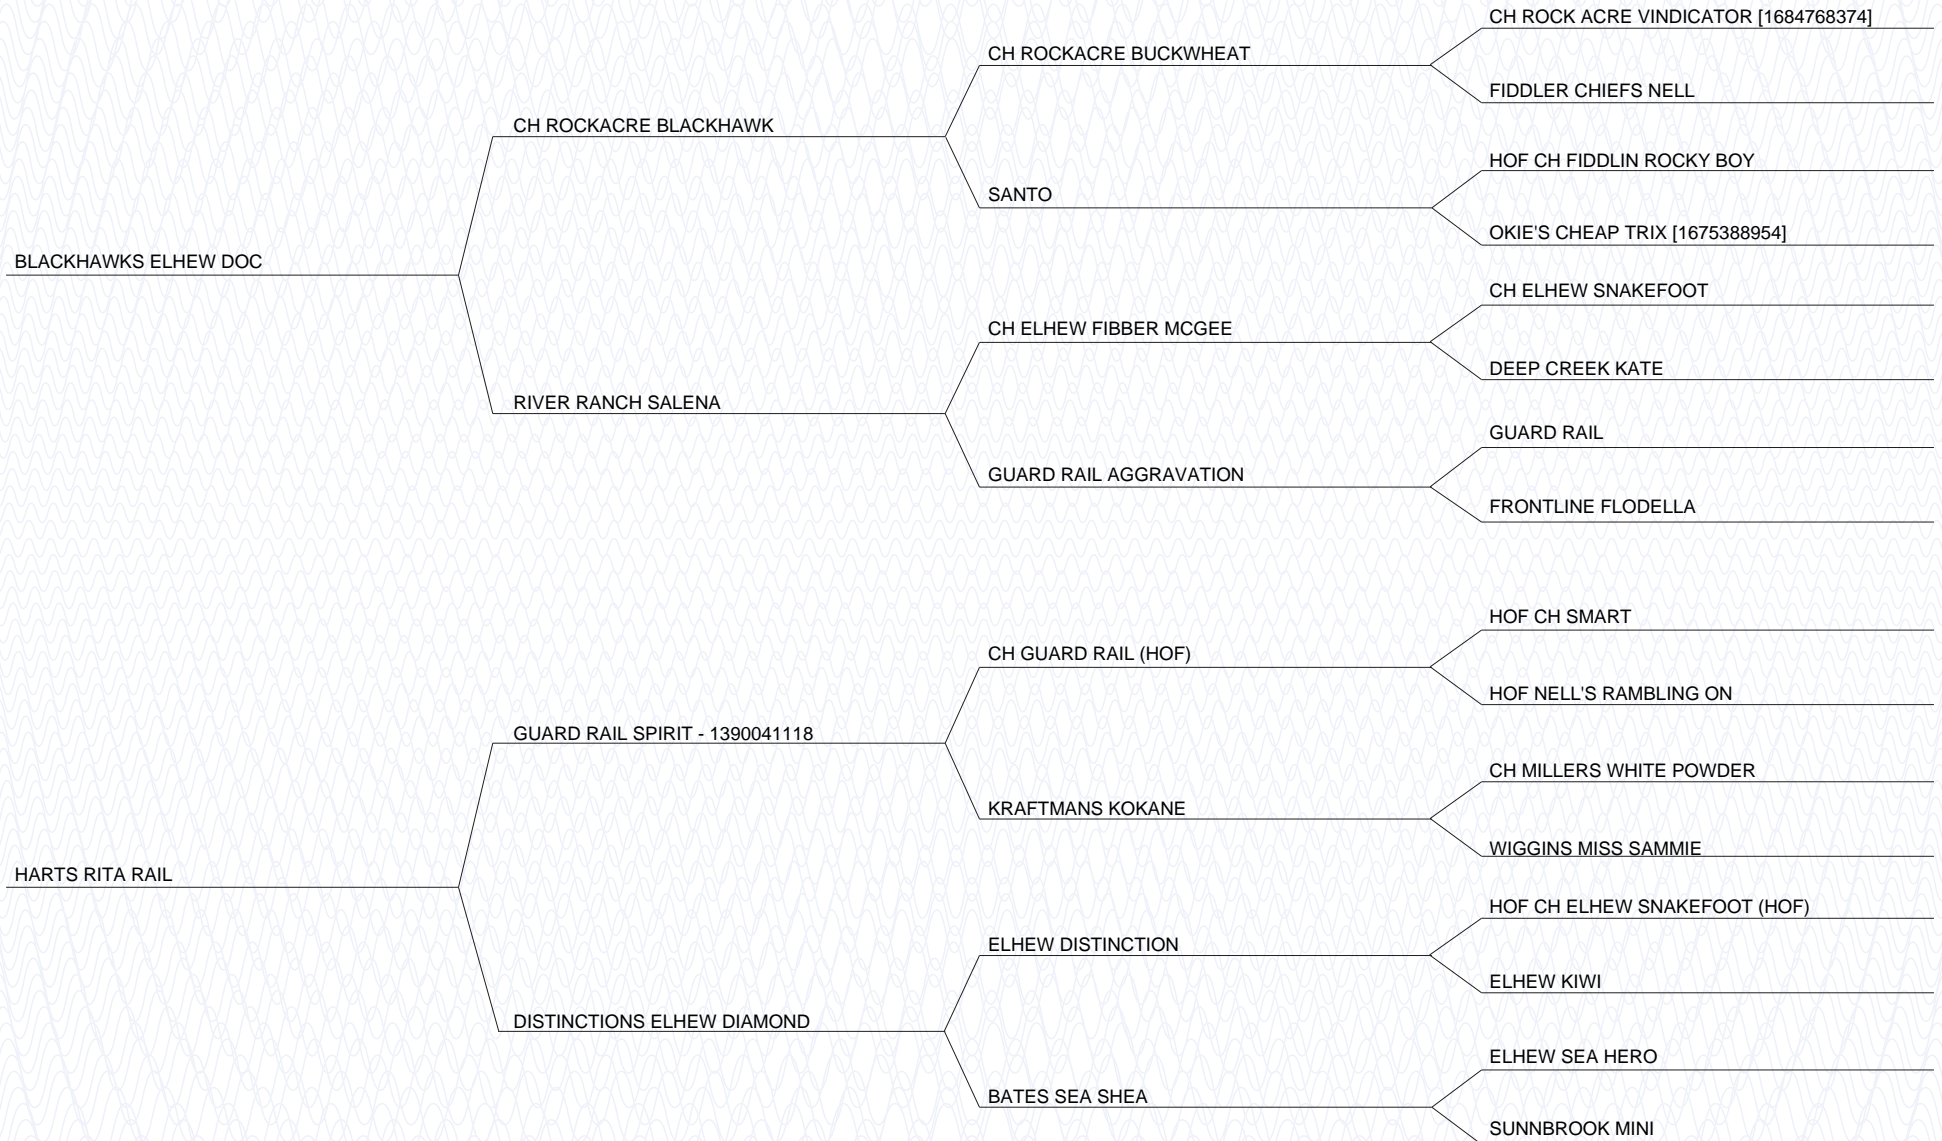 CH ROCK ACRE VINDICATOR [1684768374]
CH ROCKACRE BUCKWHEAT
FIDDLER CHIEFS NELL
CH ROCKACRE BLACKHAWK
HOF CH FIDDLIN ROCKY BOY
SANTO
OKIE'S CHEAP TRIX [1675388954]
BLACKHAWKS ELHEW DOC
CH ELHEW SNAKEFOOT
CH ELHEW FIBBER MCGEE
DEEP CREEK KATE
RIVER RANCH SALENA
GUARD RAIL
GUARD RAIL AGGRAVATION
FRONTLINE FLODELLA
HOF CH SMART
CH GUARD RAIL (HOF)
HOF NELL'S RAMBLING ON
GUARD RAIL SPIRIT - 1390041118
CH MILLERS WHITE POWDER
KRAFTMANS KOKANE
WIGGINS MISS SAMMIE
HARTS RITA RAIL
HOF CH ELHEW SNAKEFOOT (HOF)
ELHEW DISTINCTION
ELHEW KIWI
DISTINCTIONS ELHEW DIAMOND
ELHEW SEA HERO
BATES SEA SHEA
SUNNBROOK MINI